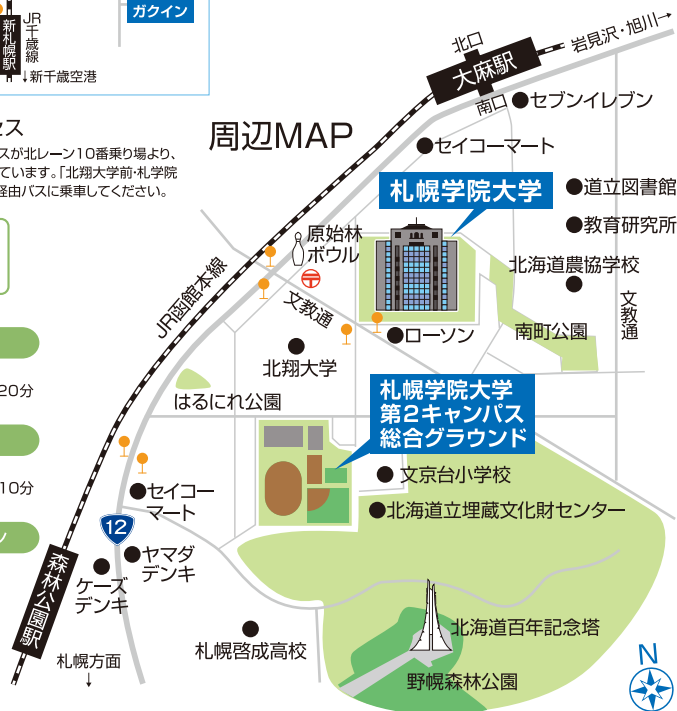 ガクイン
新札幌駅
JR千歳線
↓新千歳空港
セス
スが北レーン10番乗り場より、
ています。「北翔大学前・札学院
経由バスに乗車してください。
20分
10分
周辺MAP
北口
大麻駅
南口
岩見沢・旭川→
セブンイレブン
セイコーマート
札幌学院大学
道立図書館
教育研究所
原始林
ボウル
北海道農協学校
JR函館本線
文教通
文教通
ローソン
南町公園
北翔大学
はるにれ公園
札幌学院大学
第2キャンパス
総合グラウンド
文京台小学校
セイコー
マート
北海道立埋蔵文化財センター
12
ヤマダ
デンキ
ケーズ
デンキ
森林公園駅
札幌啓成高校
北海道百年記念塔
札幌方面
↓
野幌森林公園
N